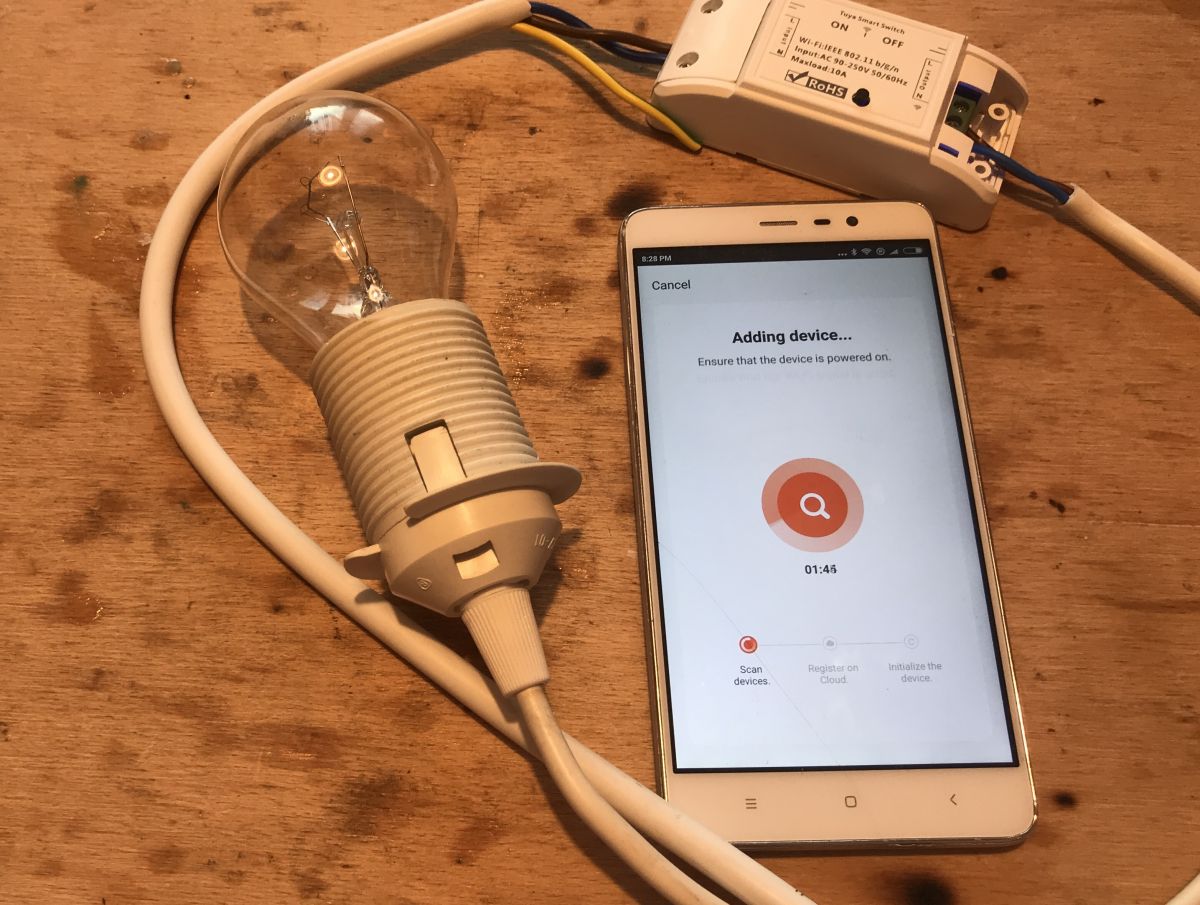 Tuya Smart Switch
ON OFF
Wi-Fi:IEEE 802.11 b/g/n
Input:AC 90-250V 50/60Hz
Maxload:10A
RoHS
L Input N
Output L
N
8:28 PM
Cancel
Adding device...
Ensure that the device is powered on.
Scan
devices.
Register on
Cloud.
Initialize the
device.